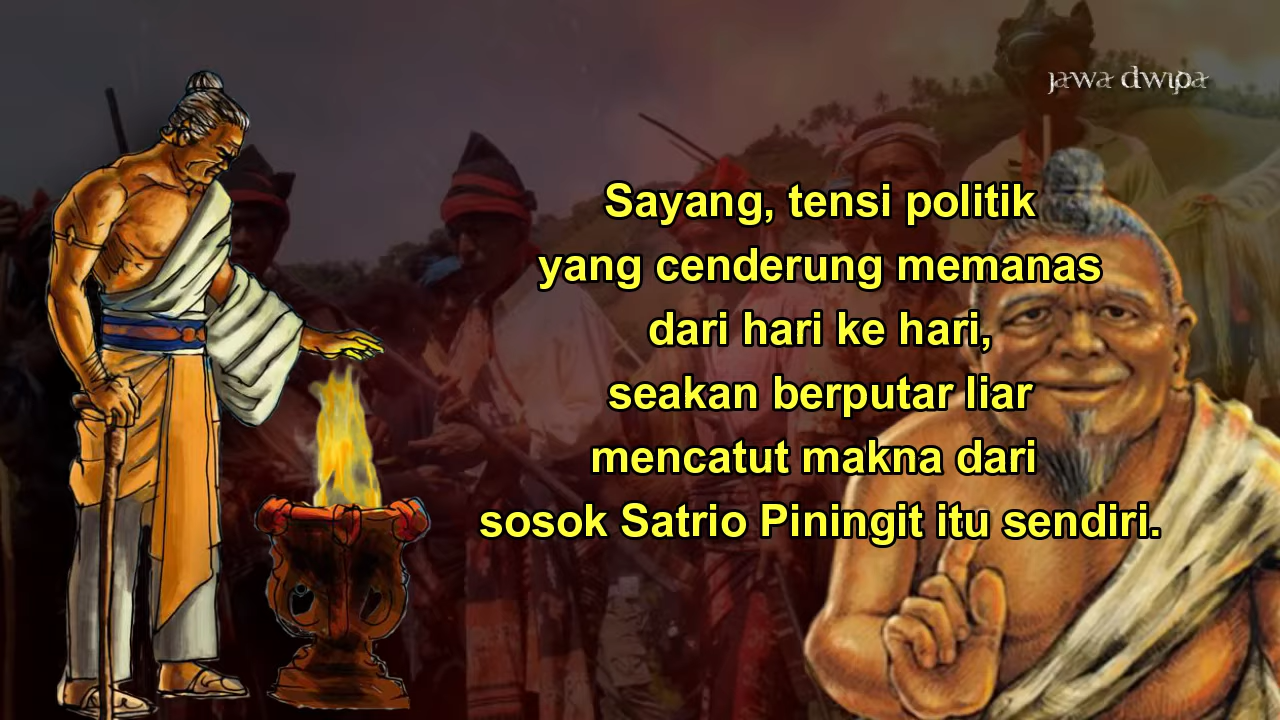 jawa dwipa
Sayang, tensi politik
yang cenderung memanas
dari hari ke hari,
seakan berputar liar
mencatut makna dari
sosok Satrio Piningit itu sendiri.